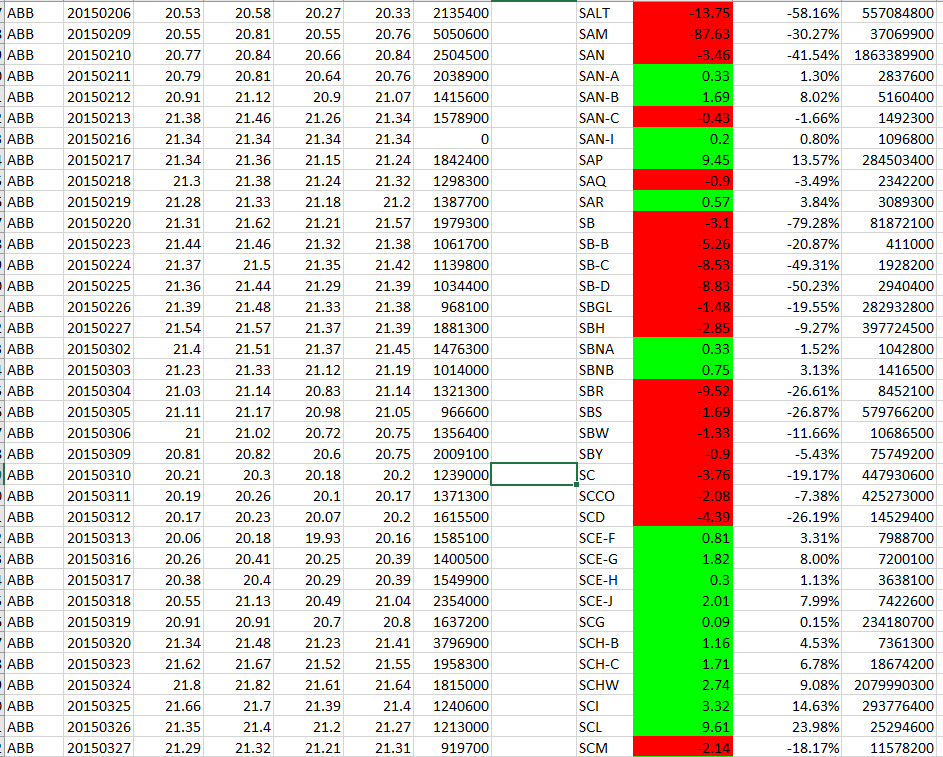 ABB 20150206 20.53 20.58 20.27 20.33 2135400 SALT -13.75 -58.16% 557084800
ABB 20150209 20.55 20.81 20.55 20.76 5050600 SAM -87.63 -30.27% 37069900
ABB 20150210 20.77 20.84 20.66 20.84 2504500 SAN -3.46 -41.54% 1863389900
ABB 20150211 20.79 20.81 20.64 20.76 2038900 SAN-A 0.33 1.30% 2837600
ABB 20150212 20.91 21.12 20.9 21.07 1415600 SAN-B 1.69 8.02% 5160400
ABB 20150213 21.38 21.46 21.26 21.34 1578900 SAN-C -0.43 -1.66% 1492300
ABB 20150216 21.34 21.34 21.34 21.34 0 SAN-I 0.2 0.80% 1096800
ABB 20150217 21.34 21.36 21.15 21.24 1842400 SAP 9.45 13.57% 284503400
ABB 20150218 21.3 21.38 21.24 21.32 1298300 SAQ -0.9 -3.49% 2342200
ABB 20150219 21.28 21.33 21.18 21.2 1387700 SAR 0.57 3.84% 3089300
ABB 20150220 21.31 21.62 21.21 21.57 1979300 SB -3.1 -79.28% 81872100
ABB 20150223 21.44 21.46 21.32 21.38 1061700 SB-B -5.26 -20.87% 411000
ABB 20150224 21.37 21.5 21.35 21.42 1139800 SB-C -8.53 -49.31% 1928200
ABB 20150225 21.36 21.44 21.29 21.39 1034400 SB-D -8.83 -50.23% 2940400
ABB 20150226 21.39 21.48 21.33 21.38 968100 SBGL -1.48 -19.55% 282932800
ABB 20150227 21.54 21.57 21.37 21.39 1881300 SBH -2.85 -9.27% 397724500
ABB 20150302 21.4 21.51 21.37 21.45 1476300 SBNA 0.33 1.52% 1042800
ABB 20150303 21.23 21.33 21.12 21.19 1014000 SBNB 0.75 3.13% 1416500
ABB 20150304 21.03 21.14 20.83 21.14 1321300 SBR -9.52 -26.61% 8452100
ABB 20150305 21.11 21.17 20.98 21.05 966600 SBS -1.69 -26.87% 579766200
ABB 20150306 21 21.02 20.72 20.75 1356400 SBW -1.33 -11.66% 10686500
ABB 20150309 20.81 20.82 20.6 20.75 2009100 SBY -0.9 -5.43% 75749200
ABB 20150310 20.21 20.3 20.18 20.2 1239000 SC -3.76 -19.17% 447930600
ABB 20150311 20.19 20.26 20.1 20.17 1371300 SCCO -2.08 -7.38% 425273000
ABB 20150312 20.17 20.23 20.07 20.2 1615500 SCD -4.39 -26.19% 14529400
ABB 20150313 20.06 20.18 19.93 20.16 1585100 SCE-F 0.81 3.31% 7988700
ABB 20150316 20.26 20.41 20.25 20.39 1400500 SCE-G 1.82 8.00% 7200100
ABB 20150317 20.38 20.4 20.29 20.39 1549900 SCE-H 0.3 1.13% 3638100
ABB 20150318 20.55 21.13 20.49 21.04 2354000 SCE-J 2.01 7.99% 7422600
ABB 20150319 20.91 20.91 20.7 20.8 1637200 SCG 0.09 0.15% 234180700
ABB 20150320 21.34 21.48 21.23 21.41 3796900 SCH-B 1.16 4.53% 7361300
ABB 20150323 21.62 21.67 21.52 21.55 1958300 SCH-C 1.71 6.78% 18674200
ABB 20150324 21.8 21.82 21.61 21.64 1815000 SCHW 2.74 9.08% 2079990300
ABB 20150325 21.66 21.7 21.39 21.4 1240600 SCI 3.32 14.63% 293776400
ABB 20150326 21.35 21.4 21.2 21.27 1213000 SCL 9.61 23.98% 25294600
ABB 20150327 21.29 21.32 21.21 21.31 919700 SCM -2.14 -18.17% 11578200